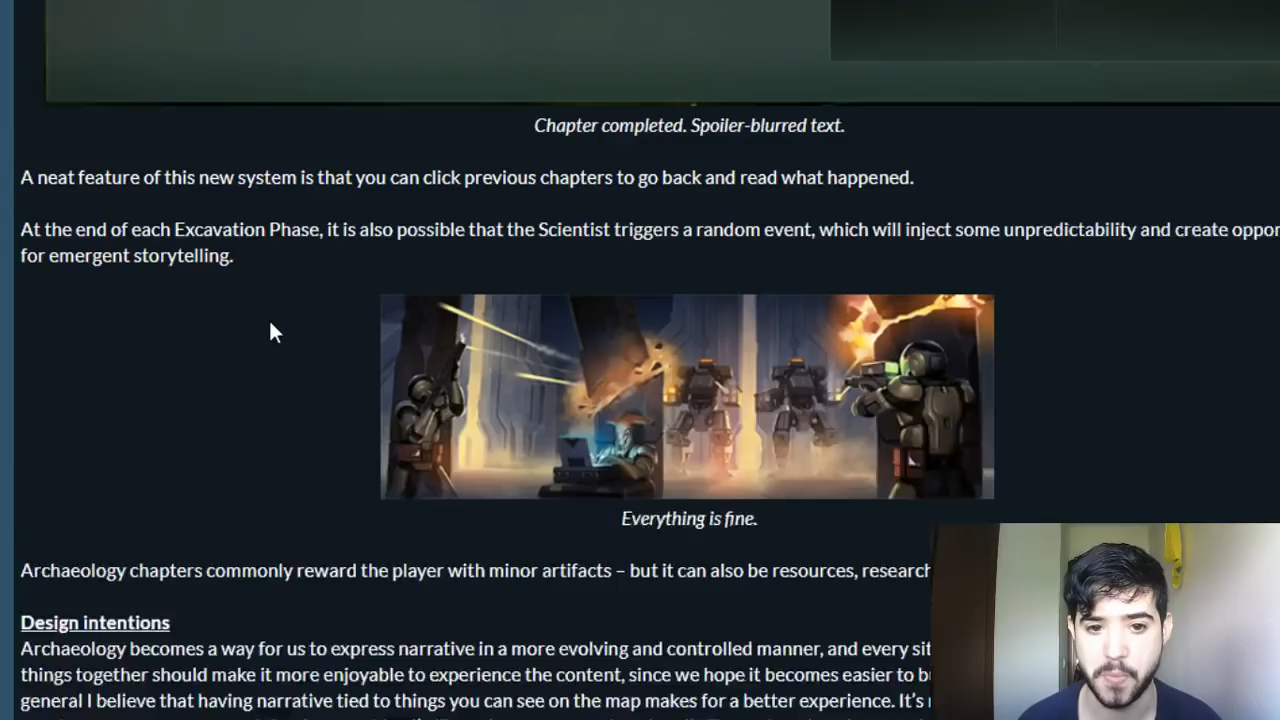 Chapter completed. Spoiler-blurred text.
A neat feature of this new system is that you can click previous chapters to go back and read what happened.
At the end of each Excavation Phase, it is also possible that the Scientist triggers a random event, which will inject some unpredictability and create
for emergent storytelling.
Everything is fine.
Archaeology chapters commonly reward the player with minor artifacts – but it can also be resources, research
Design intentions
Archaeology becomes a way for us to express narrative in a more evolving and controlled manner, and every
things together should make it more enjoyable to experience the content, since we hope it becomes easier to
general I believe that having narrative tied to things you can see on the map makes for a better experience. It's